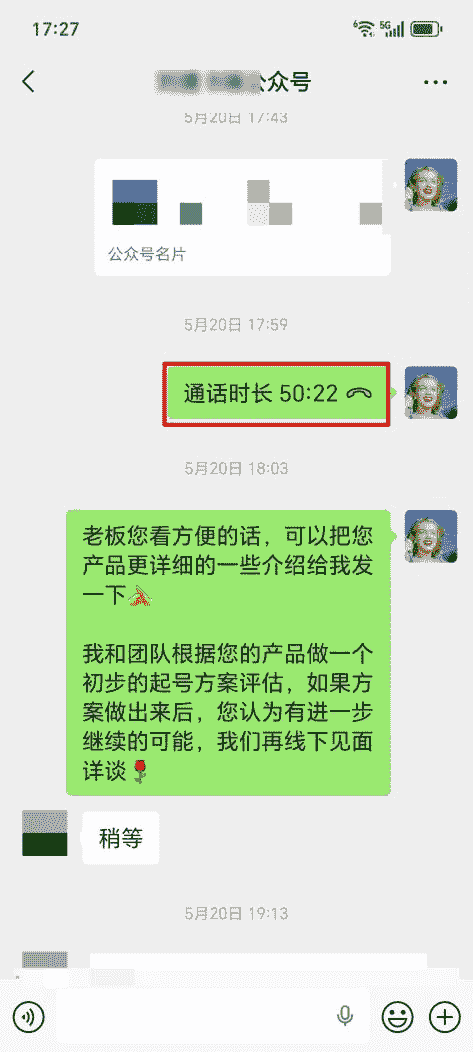 17:27
6
5G
公众号
5月20日 17:43
公众号名片
5月20日 17:59
通话时长 50:22
5月20日 18:03
老板您看方便的话，可以把您
产品更详细的一些介绍给我发
一下
我和团队根据您的产品做一个
初步的起号方案评估，如果方
案做出来后，您认为有进一步
继续的可能，我们再线下见面
详谈
稍等
5月20日 19:13